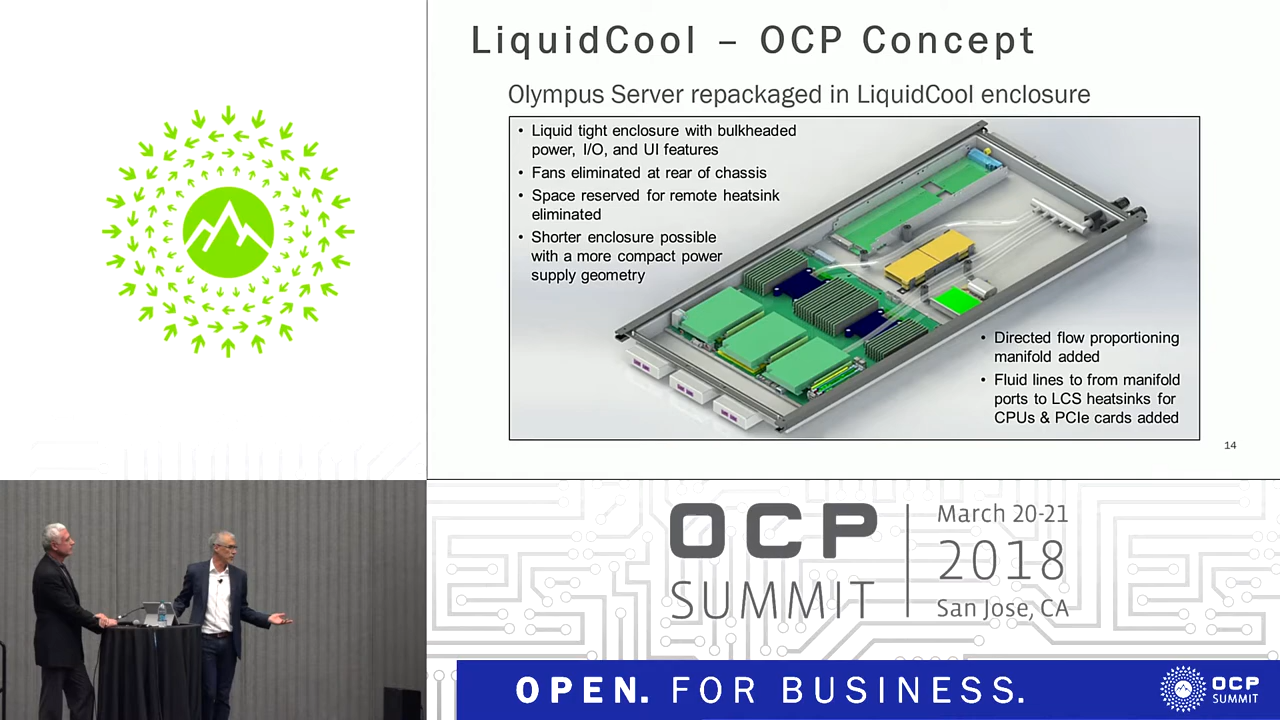 LiquidCool – OCP Concept
Olympus Server repackaged in LiquidCool enclosure
• Liquid tight enclosure with bulkheaded
power, I/O, and UI features
• Fans eliminated at rear of chassis
• Space reserved for remote heatsink
eliminated
• Shorter enclosure possible
with a more compact power
supply geometry
• Directed flow proportioning
manifold added
• Fluid lines to from manifold
ports to LCS heatsinks for
CPUs & PCIe cards added
14
OCP
SUMMIT
March 20-21
2018
San Jose, CA
OPEN. FOR BUSINESS.
OCP
SUMMIT